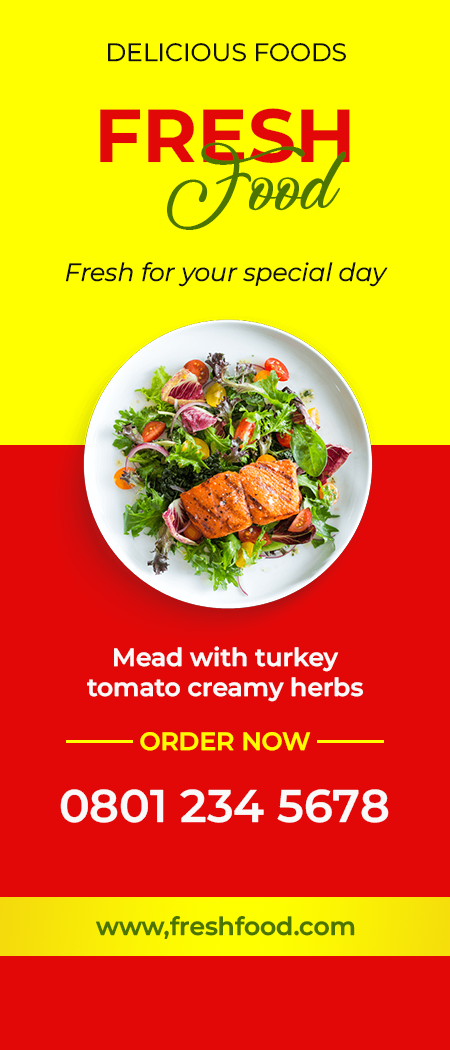 DELICIOUS FOODS
FRESH
Food
Fresh for your special day
Mead with turkey
tomato creamy herbs
ORDER NOW
0801 234 5678
www,freshfood.com